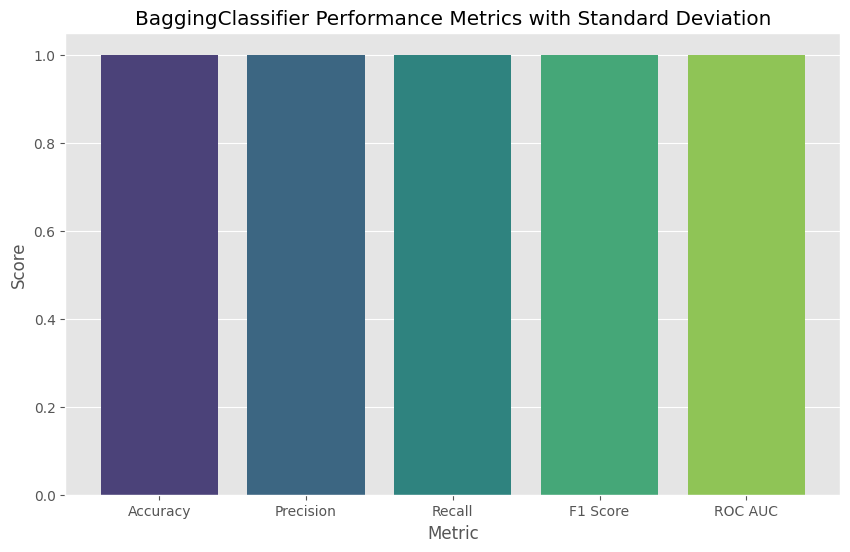 BaggingClassifier Performance Metrics with Standard Deviation
1.0
0.8
0.6
0.4
0.2
0.0
Score
Accuracy Precision Recall F1 Score ROC AUC
Metric